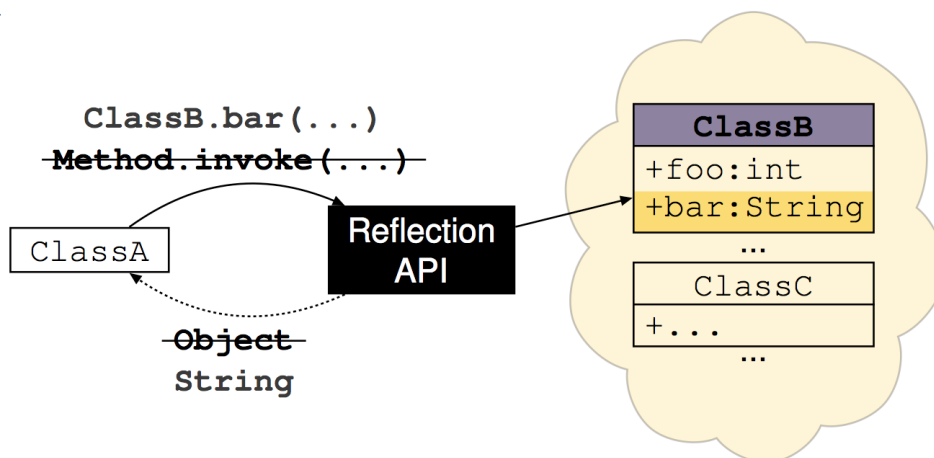 ClassB.bar(...)
Method.invoke(...)
ClassA
Reflection
API
Object
String
ClassB
+foo:int
+bar:String
...
ClassC
+...
...